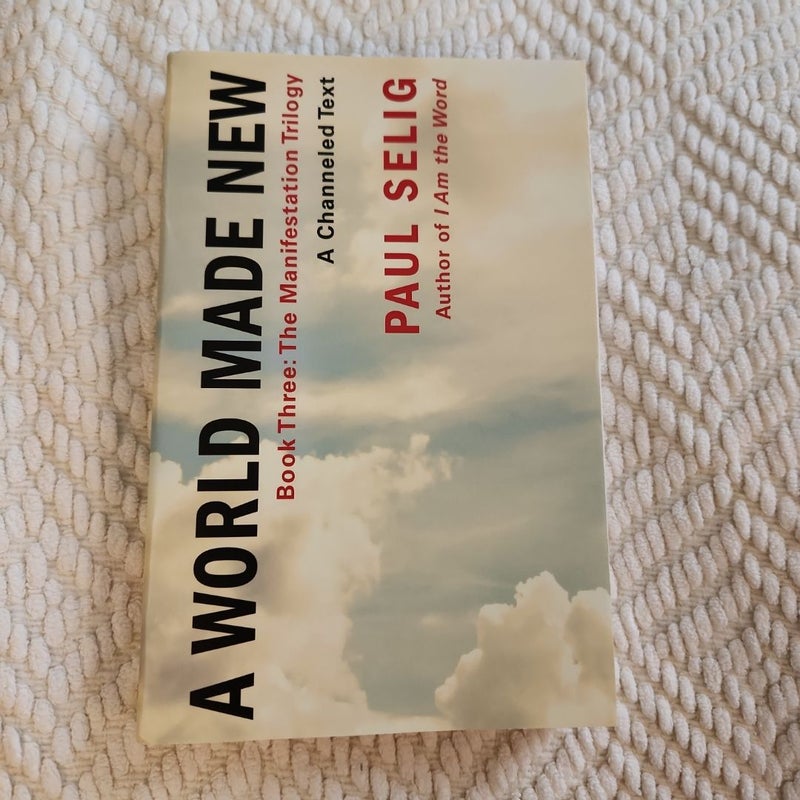 A WORLD MADE NEW
Book Three: The Manifestation Trilogy
A Channeled Text
PAUL SELIG
Author of I Am the Word